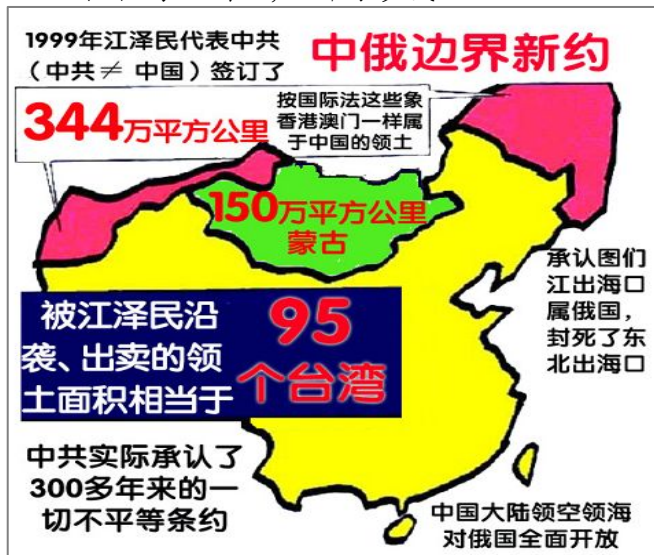 1999年江泽民代表中共
（中共≠ 中国）签订了
中俄边界新约
344万平方公里
按国际法这些象
香港澳门一样属
于中国的领土
150万平方公里
蒙古
承认图们
江出海口
属俄国，
封死了东
北出海口
被江泽民沿
袭、出卖的领
土面积相当于
95
个台湾
中共实际承认了
300多年来的一
切不平等条约
中国大陆领空领海
对俄国全面开放